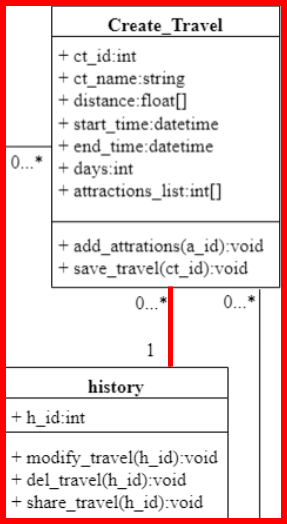 Create_Travel
+ ct_id:int
+ ct_name:string
+ distance:float[]
+ start_time:datetime
+ end_time:datetime
+ days:int
+ attractions_list:int[]
0...*
+ add_attrations(a_id):void
+ save_travel(ct_id):void
0...*
0...*
1
history
+ h_id:int
+ modify_travel(h_id):void
+ del_travel(h_id):void
+ share_travel(h_id):void